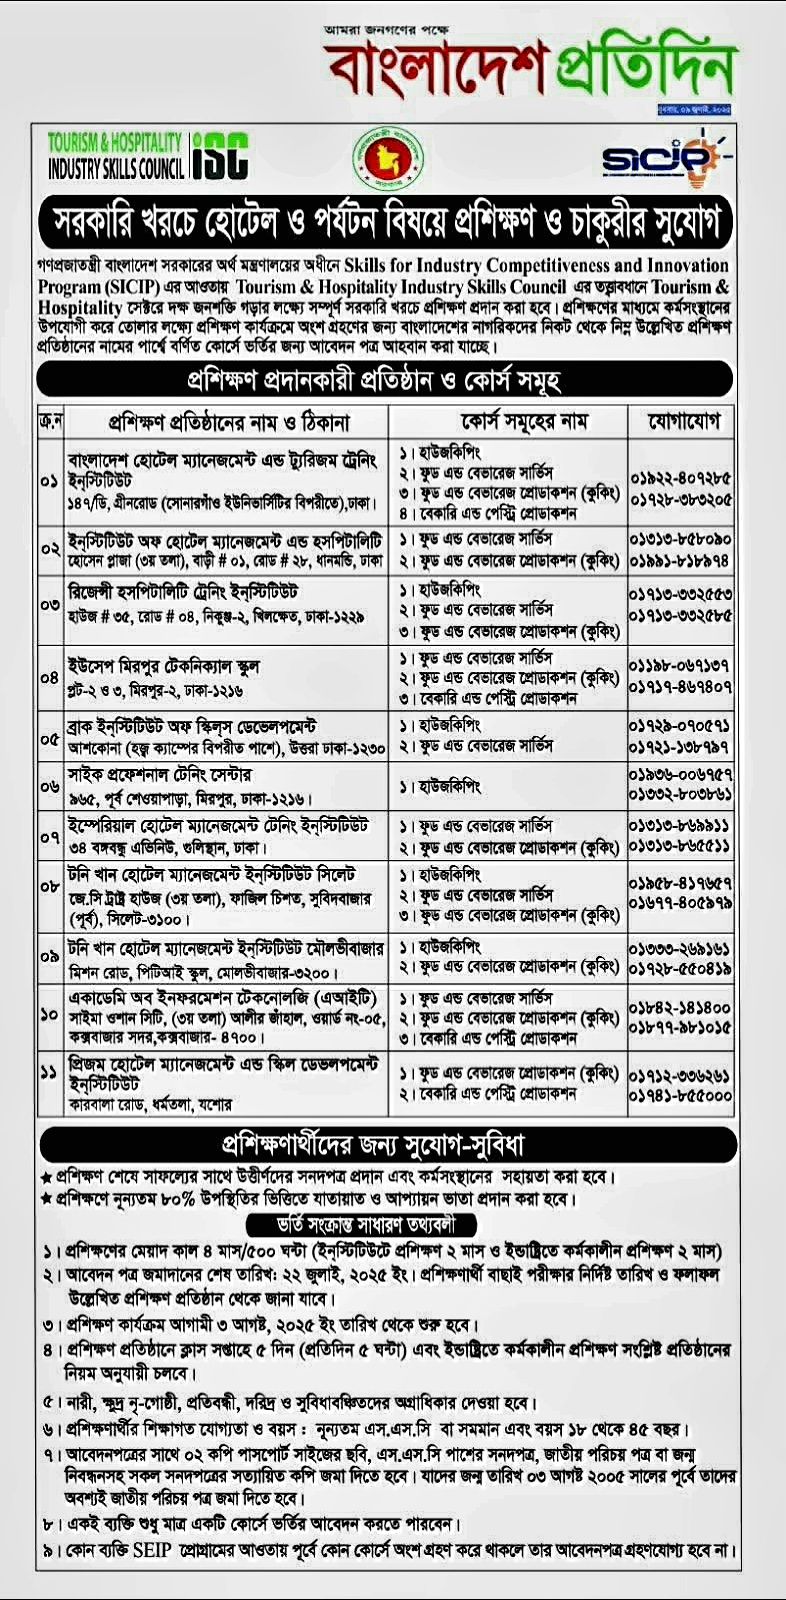 আমরা জনগণের পক্ষে
বাংলাদেশ প্রতিদিন
বুধবার, ০৯ জুলাই, ২০২৫
TOURISM & HOSPITALITY
INDUSTRY SKILLS COUNCIL
iSC
SiCiP
সরকারি খরচে হোটেল ও পর্যটন বিষয়ে প্রশিক্ষণ ও চাকুরীর সুযোগ
গণপ্রজাতন্ত্রী বাংলাদেশ সরকারের অর্থ মন্ত্রণালয়ের অধীনে Skills for Industry Competitiveness and Innovation
Program (SICIP) এর আওতায় Tourism & Hospitality Industry Skills Council এর তত্ত্বাবধানে Tourism &
Hospitality সেক্টরে দক্ষ জনশক্তি গড়ার লক্ষ্যে সম্পূর্ণ সরকারি খরচে প্রশিক্ষণ প্রদান করা হবে। প্রশিক্ষণের মাধ্যমে কর্মসংস্থানের
উপযোগী করে তোলার লক্ষ্যে প্রশিক্ষণ কার্যক্রমে অংশ গ্রহণের জন্য বাংলাদেশের নাগরিকদের নিকট থেকে নিম্ন উল্লেখিত প্রশিক্ষণ
প্রতিষ্ঠানের নামের পার্শ্বে বর্ণিত কোর্সে ভর্তির জন্য আবেদন পত্র আহবান করা যাচ্ছে।
প্রশিক্ষণ প্রদানকারী প্রতিষ্ঠান ও কোর্স সমূহ
ক্র.ন প্রশিক্ষণ প্রতিষ্ঠানের নাম ও ঠিকানা কোর্স সমূহের নাম যোগাযোগ
০১ বাংলাদেশ হোটেল ম্যানেজমেন্ট এন্ড ট্যুরিজম ট্রেনিং
ইন্স্টিটিউট
১৪৭/ডি, গ্রীনরোড (সোনারগাঁও ইউনিভার্সিটির বিপরীতে),ঢাকা।
১। হাউজকিপিং
২। ফুড এন্ড বেভারেজ সার্ভিস
৩। ফুড এন্ড বেভারেজ প্রোডাকশন (কুকিং)
৪। বেকারি এন্ড পেস্ট্রি প্রোডাকশন
০১৯২২-৪০৭২৮৫
০১৭২৮-৩৮৩২০৫
০২ ইন্স্টিটিউট অফ হোটেল ম্যানেজমেন্ট এন্ড হসপিটালিটি
হোসেন প্লাজা (৩য় তলা), বাড়ী # ০১, রোড # ২৮, ধানমন্ডি, ঢাকা
১। ফুড এন্ড বেভারেজ সার্ভিস
২। ফুড এন্ড বেভারেজ প্রোডাকশন (কুকিং)
০১৩১৩-৮৫৮০৯০
০১৯৯১-৮১৮৯৭৪
০৩ রিজেন্সী হসপিটালিটি ট্রেনিং ইন্স্টিটিউট
হাউজ # ৩৫, রোড # ০৪, নিকুঞ্জ-২, খিলক্ষেত, ঢাকা-১২২৯
১। হাউজকিপিং
২। ফুড এন্ড বেভারেজ সার্ভিস
৩। ফুড এন্ড বেভারেজ প্রোডাকশন (কুকিং)
০১৭১৩-৩৩২৫৫৩
০১৭১৩-৩৩২৫৮৫
০৪ ইউসেপ মিরপুর টেকনিক্যাল স্কুল
প্লট-২ ও ৩, মিরপুর-২, ঢাকা-১২১৬
১। ফুড এন্ড বেভারেজ সার্ভিস
২। ফুড এন্ড বেভারেজ প্রোডাকশন (কুকিং)
৩। বেকারি এন্ড পেস্ট্রি প্রোডাকশন
০১১৯৮-০৬৭১৩৭
০১৭১৭-৪৬৭৪০৭
০৫ ব্রাক ইন্স্টিটিউট অফ স্কিল্স ডেভেলপমেন্ট
আশকোনা (হজ্ব ক্যাম্পের বিপরীত পাশে), উত্তরা ঢাকা-১২৩০
১। হাউজকিপিং
২। ফুড এন্ড বেভারেজ সার্ভিস
০১৭২৯-০৭০৫৭১
০১৭২১-১৩৮৭৯৭
০৬ সাইক প্রফেশনাল টেনিং সেন্টার
৯৬৫, পূর্ব শেওয়াপাড়া, মিরপুর, ঢাকা-১২১৬।
১। হাউজকিপিং
০১৯৩৬-০০৬৭৫৭
০১৩৩২-৮০৩৮৬১
০৭ ইম্পেরিয়াল হোটেল ম্যানেজমেন্ট টেনিং ইন্স্টিটিউট
৩৪ বঙ্গবন্ধু এভিনিউ, গুলিস্থান, ঢাকা।
১। ফুড এন্ড বেভারেজ সার্ভিস
২। ফুড এন্ড বেভারেজ প্রোডাকশন (কুকিং)
০১৩১৩-৮৬৯৯১১
০১৩১৩-৮৬৫৫১১
০৮ টনি খান হোটেল ম্যানেজমেন্ট ইন্স্টিটিউট সিলেট
জে.সি ট্রাষ্ট হাউজ (৩য় তলা), ফাজিল চিশত, সুবিদবাজার
(পূর্ব), সিলেট-৩১০০।
১। হাউজকিপিং
২। ফুড এন্ড বেভারেজ সার্ভিস
৩। ফুড এন্ড বেভারেজ প্রোডাকশন (কুকিং)
০১৯৫৮-৪১৭৬৫৭
০১৬৭৭-৪০৫৯৭৯
০৯ টনি খান হোটেল ম্যানেজমেন্ট ইন্স্টিটিউট মৌলভীবাজার
মিশন রোড, পিটিআই স্কুল, মোলভীবাজার-৩২০০।
১। হাউজকিপিং
২। ফুড এন্ড বেভারেজ প্রোডাকশন (কুকিং)
০১৩৩৩-২৬৯১৬১
০১৭২৮-৫৫০৪১৯
১০ একাডেমি অব ইনফরমেশন টেকনোলজি (এআইটি)
সাইমা ওশান সিটি, (৩য় তলা) আলীর জাঁহাল, ওয়ার্ড নং-০৫,
কক্সবাজার সদর,কক্সবাজার- ৪৭০০।
১। ফুড এন্ড বেভারেজ সার্ভিস
২। ফুড এন্ড বেভারেজ প্রোডাকশন (কুকিং)
৩। বেকারি এন্ড পেস্ট্রি প্রোডাকশন
০১৮৪২-১৪১৪০০
০১৮৭৭-৯৮১০১৫
১১ প্রিজম হোটেল ম্যানেজমেন্ট এন্ড স্কিল ডেভলপমেন্ট
ইন্স্টিটিউট
কারবালা রোড, ধর্মতলা, যশোর
১। ফুড এন্ড বেভারেজ প্রোডাকশন (কুকিং)
২। বেকারি এন্ড পেস্ট্রি প্রোডাকশন
০১৭১২-৩৩৬২৬১
০১৭৪১-৮৫৫০০০
প্রশিক্ষণার্থীদের জন্য সুযোগ-সুবিধা
★ প্রশিক্ষণ শেষে সাফল্যের সাথে উত্তীর্ণদের সনদপত্র প্রদান এবং কর্মসংস্থানের সহায়তা করা হবে।
★ প্রশিক্ষণে নূন্যতম ৮০% উপস্থিতির ভিত্তিতে যাতায়াত ও আপ্যায়ন ভাতা প্রদান করা হবে।
ভর্তি সংক্রান্ত সাধারণ তথ্যবলী
১। প্রশিক্ষণের মেয়াদ কাল ৪ মাস/৫০০ ঘন্টা (ইন্স্টিটিউটে প্রশিক্ষণ ২ মাস ও ইন্ডাষ্ট্রিতে কর্মকালীন প্রশিক্ষণ ২ মাস)
২। আবেদন পত্র জমাদানের শেষ তারিখ: ২২ জুলাই, ২০২৫ ইং। প্রশিক্ষণার্থী বাছাই পরীক্ষার নির্দিষ্ট তারিখ ও ফলাফল
উল্লেখিত প্রশিক্ষণ প্রতিষ্ঠান থেকে জানা যাবে।
৩। প্রশিক্ষণ কার্যক্রম আগামী ৩ আগষ্ট, ২০২৫ ইং তারিখ থেকে শুরু হবে।
৪। প্রশিক্ষণ প্রতিষ্ঠানে ক্লাস সপ্তাহে ৫ দিন (প্রতিদিন ৫ ঘন্টা) এবং ইন্ডাষ্ট্রিতে কর্মকালীন প্রশিক্ষণ সংশ্লিষ্ট প্রতিষ্ঠানের
নিয়ম অনুযায়ী চলবে।
৫। নারী, ক্ষুদ্র নৃ-গোষ্ঠী, প্রতিবন্ধী, দরিদ্র ও সুবিধাবঞ্চিতদের অগ্রাধিকার দেওয়া হবে।
৬। প্রশিক্ষণার্থীর শিক্ষাগত যোগ্যতা ও বয়স : নূন্যতম এস.এস.সি বা সমমান এবং বয়স ১৮ থেকে ৪৫ বছর।
৭। আবেদনপত্রের সাথে ০২ কপি পাসপোর্ট সাইজের ছবি, এস.এস.সি পাশের সনদপত্র, জাতীয় পরিচয় পত্র বা জন্ম
নিবন্ধনসহ সকল সনদপত্রের সত্যায়িত কপি জমা দিতে হবে। যাদের জন্ম তারিখ ০৩ আগষ্ট ২০০৫ সালের পূর্বে তাদের
অবশ্যই জাতীয় পরিচয় পত্র জমা দিতে হবে।
৮। একই ব্যক্তি শুধু মাত্র একটি কোর্সে ভর্তির আবেদন করতে পারবেন।
৯। কোন ব্যক্তি SEIP প্রোগ্রামের আওতায় পূর্বে কোন কোর্সে অংশ গ্রহণ করে থাকলে তার আবেদনপত্র গ্রহণযোগ্য হবে না।